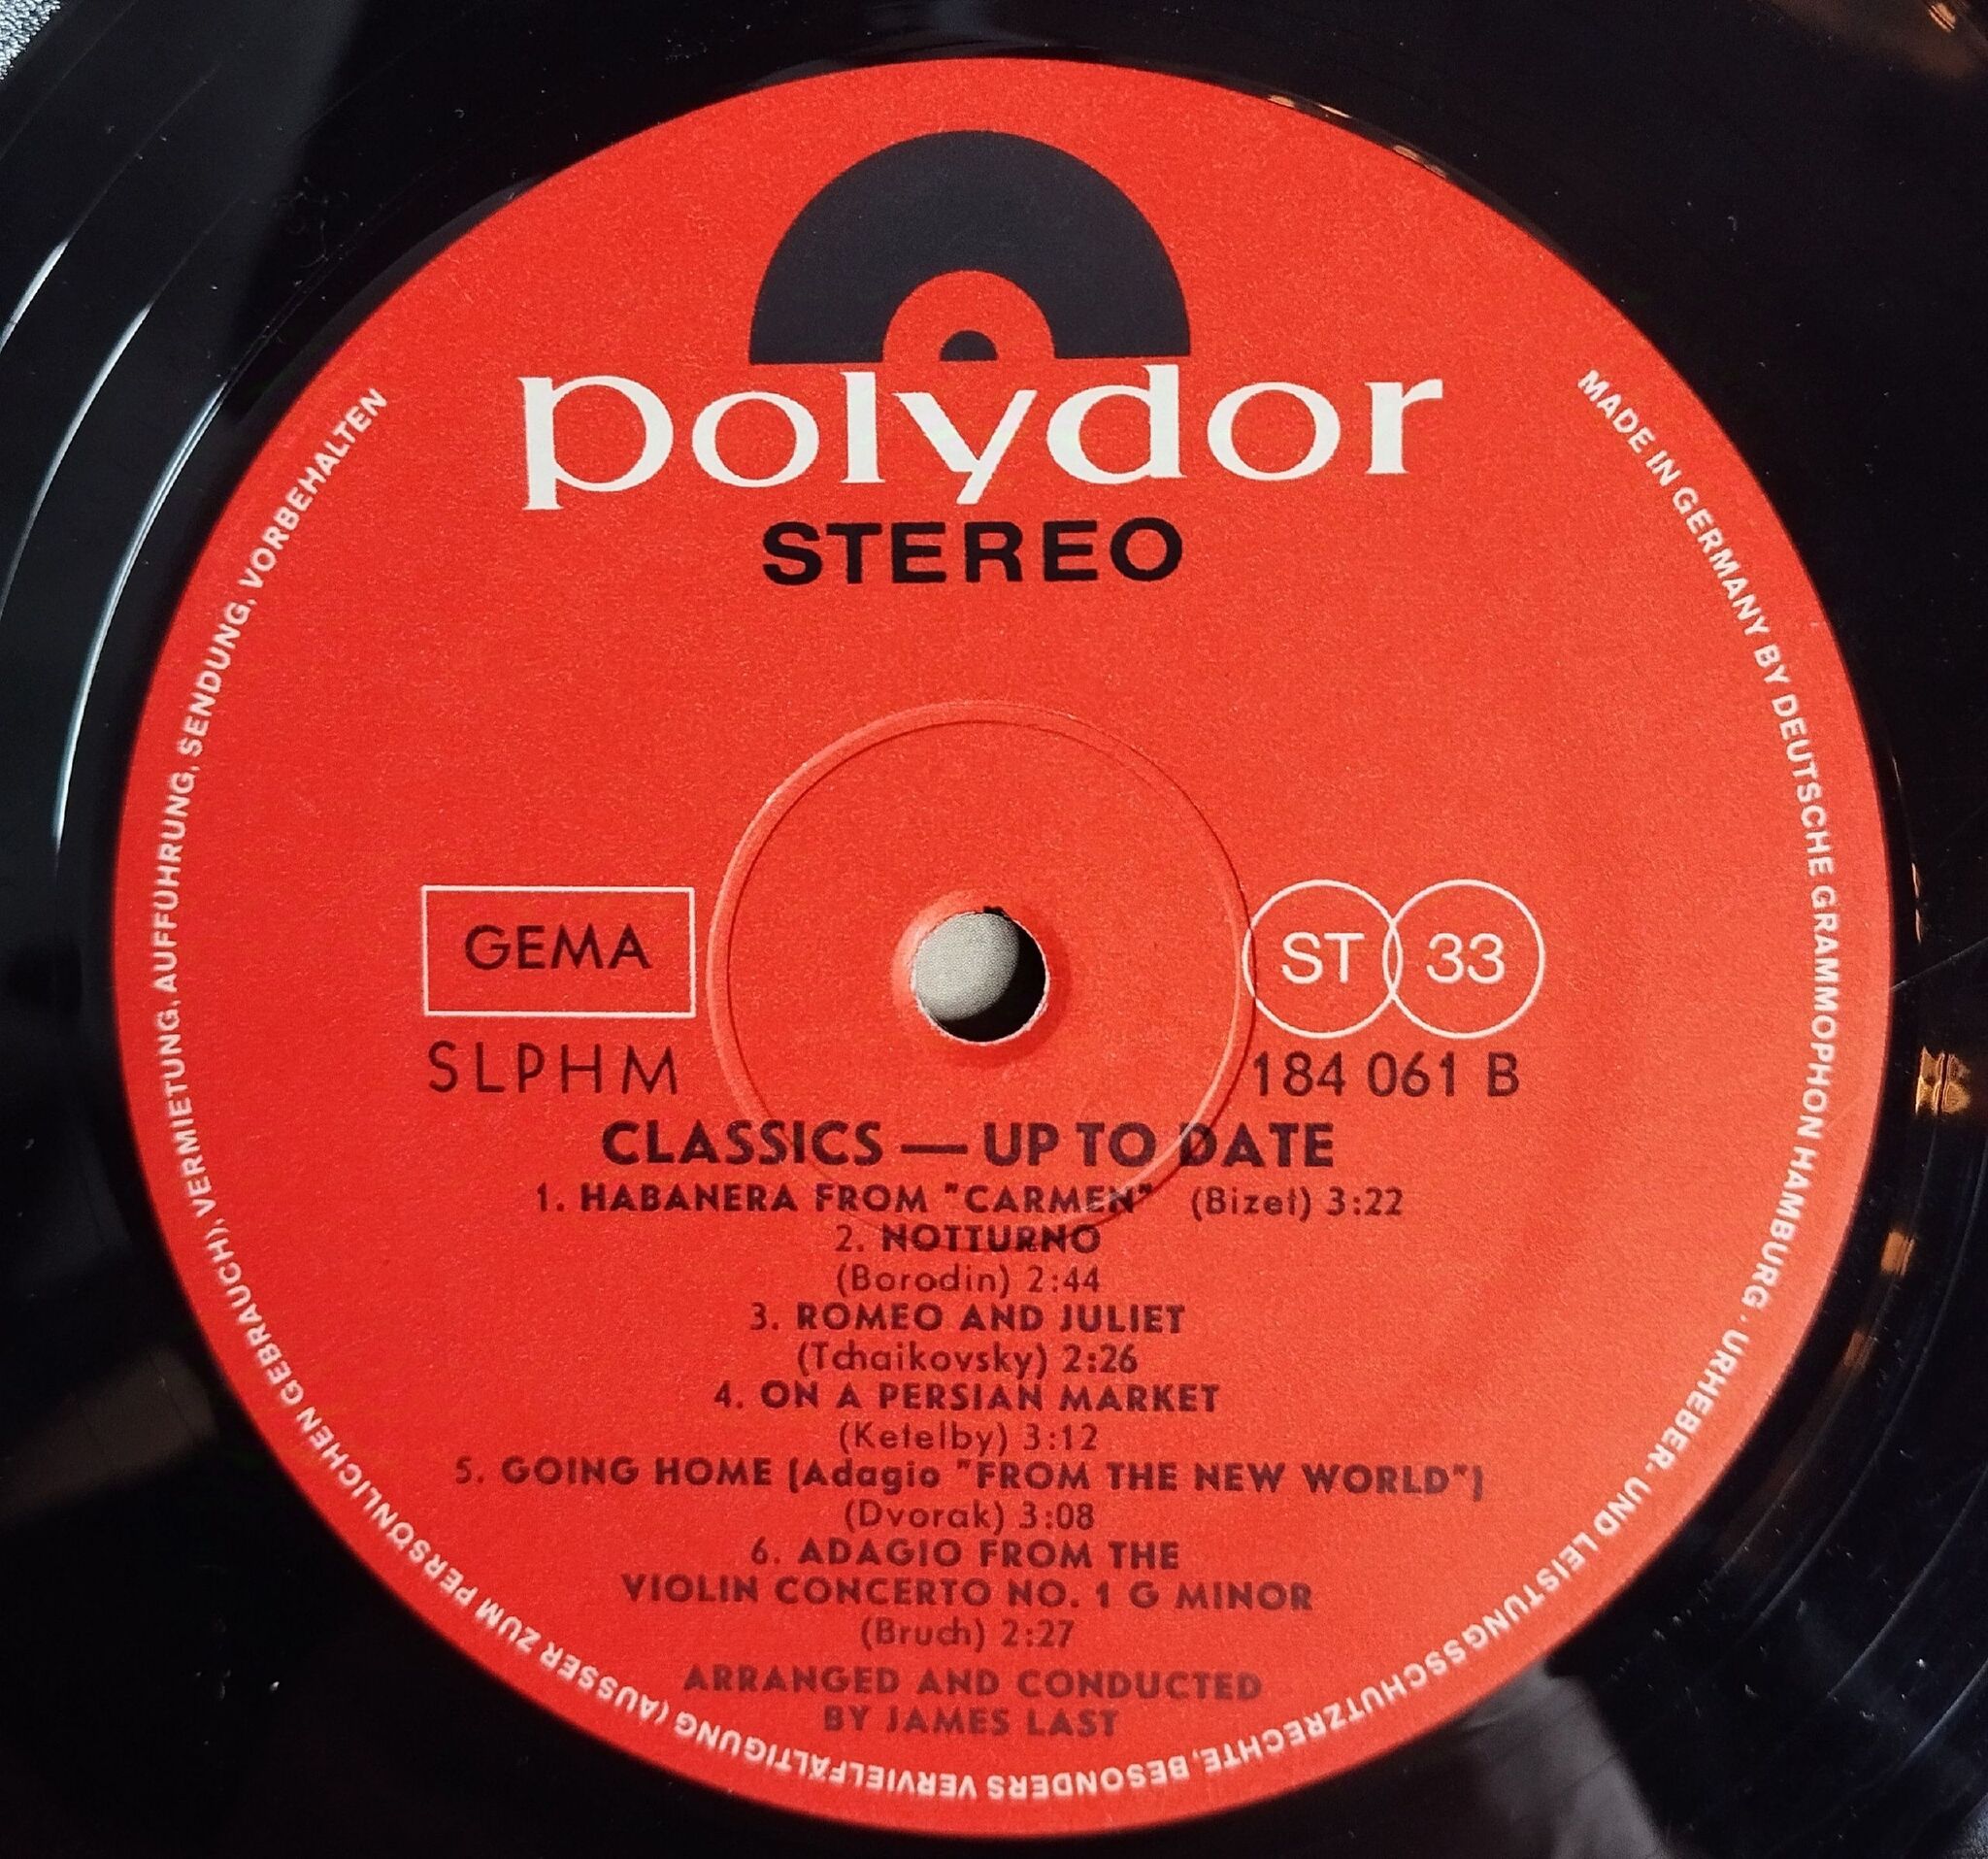 polydor
STEREO
GEMA
ST 33
SLPHM
184 061 B
CLASSICS — UP TO DATE
1. HABANERA FROM "CARMEN" (Bizet) 3:22
2. NOTTURNO
(Borodin) 2:44
3. ROMEO AND JULIET
(Tchaikovsky) 2:26
4. ON A PERSIAN MARKET
(Ketelby) 3:12
5. GOING HOME (Adagio "FROM THE NEW WORLD")
(Dvorak) 3:08
6. ADAGIO FROM THE
VIOLIN CONCERTO NO. 1 G MINOR
(Bruch) 2:27
ARRANGED AND CONDUCTED
BY JAMES LAST
MADE IN GERMANY BY DEUTSCHE GRAMMOPHON HAMBURG · URHEBER- UND LEISTUNGSSCHUTZRECHTE, BESONDERS VERVIELFÄLTIGUNG (AUSSER ZUM PERSÖNLICHEN GEBRAUCH), VERMIETUNG, AUFFÜHRUNG, SENDUNG, VORBEHALTEN